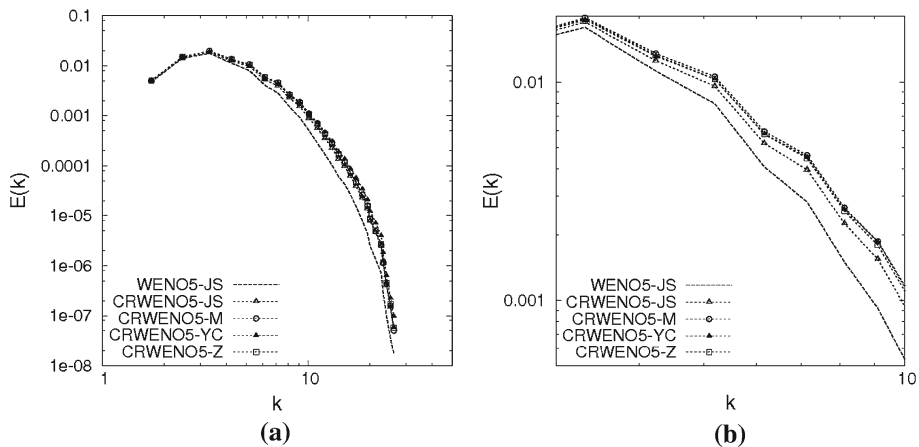 0.1
0.01
0.001
0.0001
1e-05
1e-06
1e-07
1e-08
E(k)
WENO5-JS
CRWENO5-JS
CRWENO5-M
CRWENO5-YC
CRWENO5-Z
1 10
k
(a)
0.01
0.001
E(k)
WENO5-JS
CRWENO5-JS
CRWENO5-M
CRWENO5-YC
CRWENO5-Z
10
k
(b)